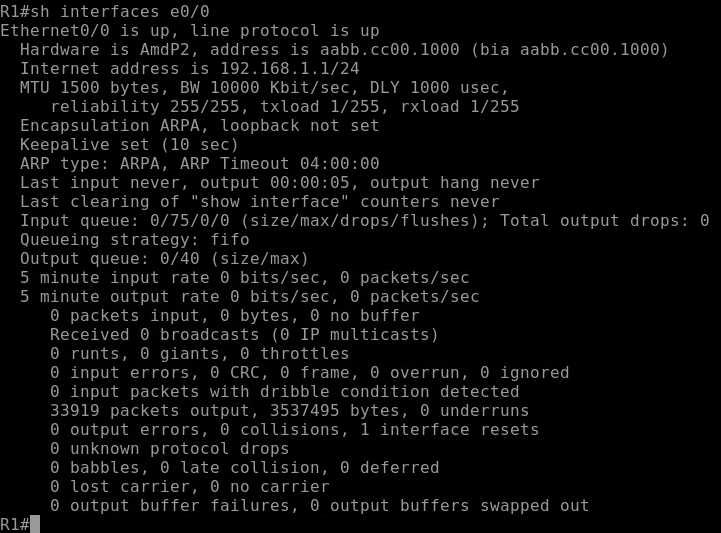 R1#sh interfaces e0/0
Ethernet0/0 is up, line protocol is up
  Hardware is AmdP2, address is aabb.cc00.1000 (bia aabb.cc00.1000)
  Internet address is 192.168.1.1/24
  MTU 1500 bytes, BW 10000 Kbit/sec, DLY 1000 usec,
     reliability 255/255, txload 1/255, rxload 1/255
  Encapsulation ARPA, loopback not set
  Keepalive set (10 sec)
  ARP type: ARPA, ARP Timeout 04:00:00
  Last input never, output 00:00:05, output hang never
  Last clearing of "show interface" counters never
  Input queue: 0/75/0/0 (size/max/drops/flushes); Total output drops: 0
  Queueing strategy: fifo
  Output queue: 0/40 (size/max)
  5 minute input rate 0 bits/sec, 0 packets/sec
  5 minute output rate 0 bits/sec, 0 packets/sec
     0 packets input, 0 bytes, 0 no buffer
     Received 0 broadcasts (0 IP multicasts)
     0 runts, 0 giants, 0 throttles
     0 input errors, 0 CRC, 0 frame, 0 overrun, 0 ignored
     0 input packets with dribble condition detected
     33919 packets output, 3537495 bytes, 0 underruns
     0 output errors, 0 collisions, 1 interface resets
     0 unknown protocol drops
     0 babbles, 0 late collision, 0 deferred
     0 lost carrier, 0 no carrier
     0 output buffer failures, 0 output buffers swapped out
R1#